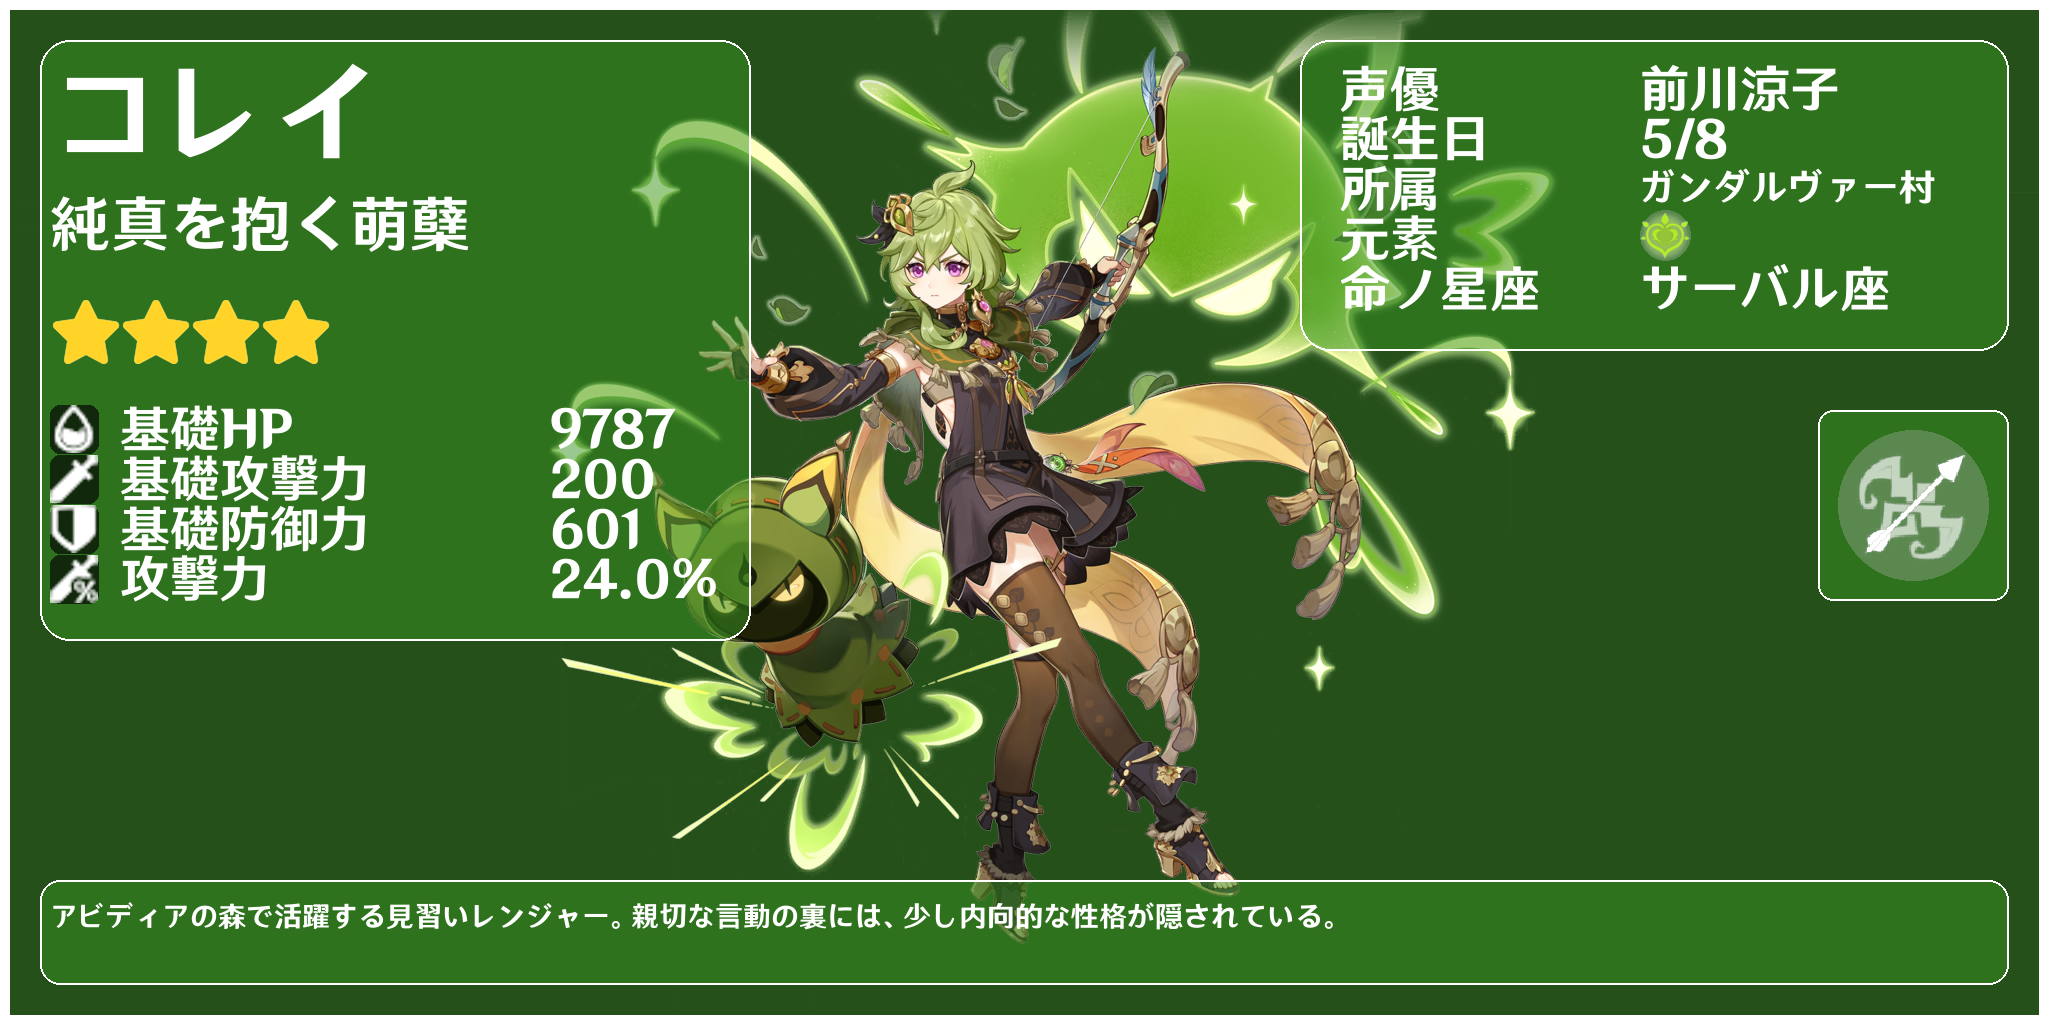 コレイ
純真を抱く萌蘖
基礎HP 9787
基礎攻撃力 200
基礎防御力 601
攻撃力 24.0%
声優 前川涼子
誕生日 5/8
所属 ガンダルヴァー村
元素
命ノ星座 サーバル座
アビディアの森で活躍する見習いレンジャー。親切な言動の裏には、少し内向的な性格が隠されている。